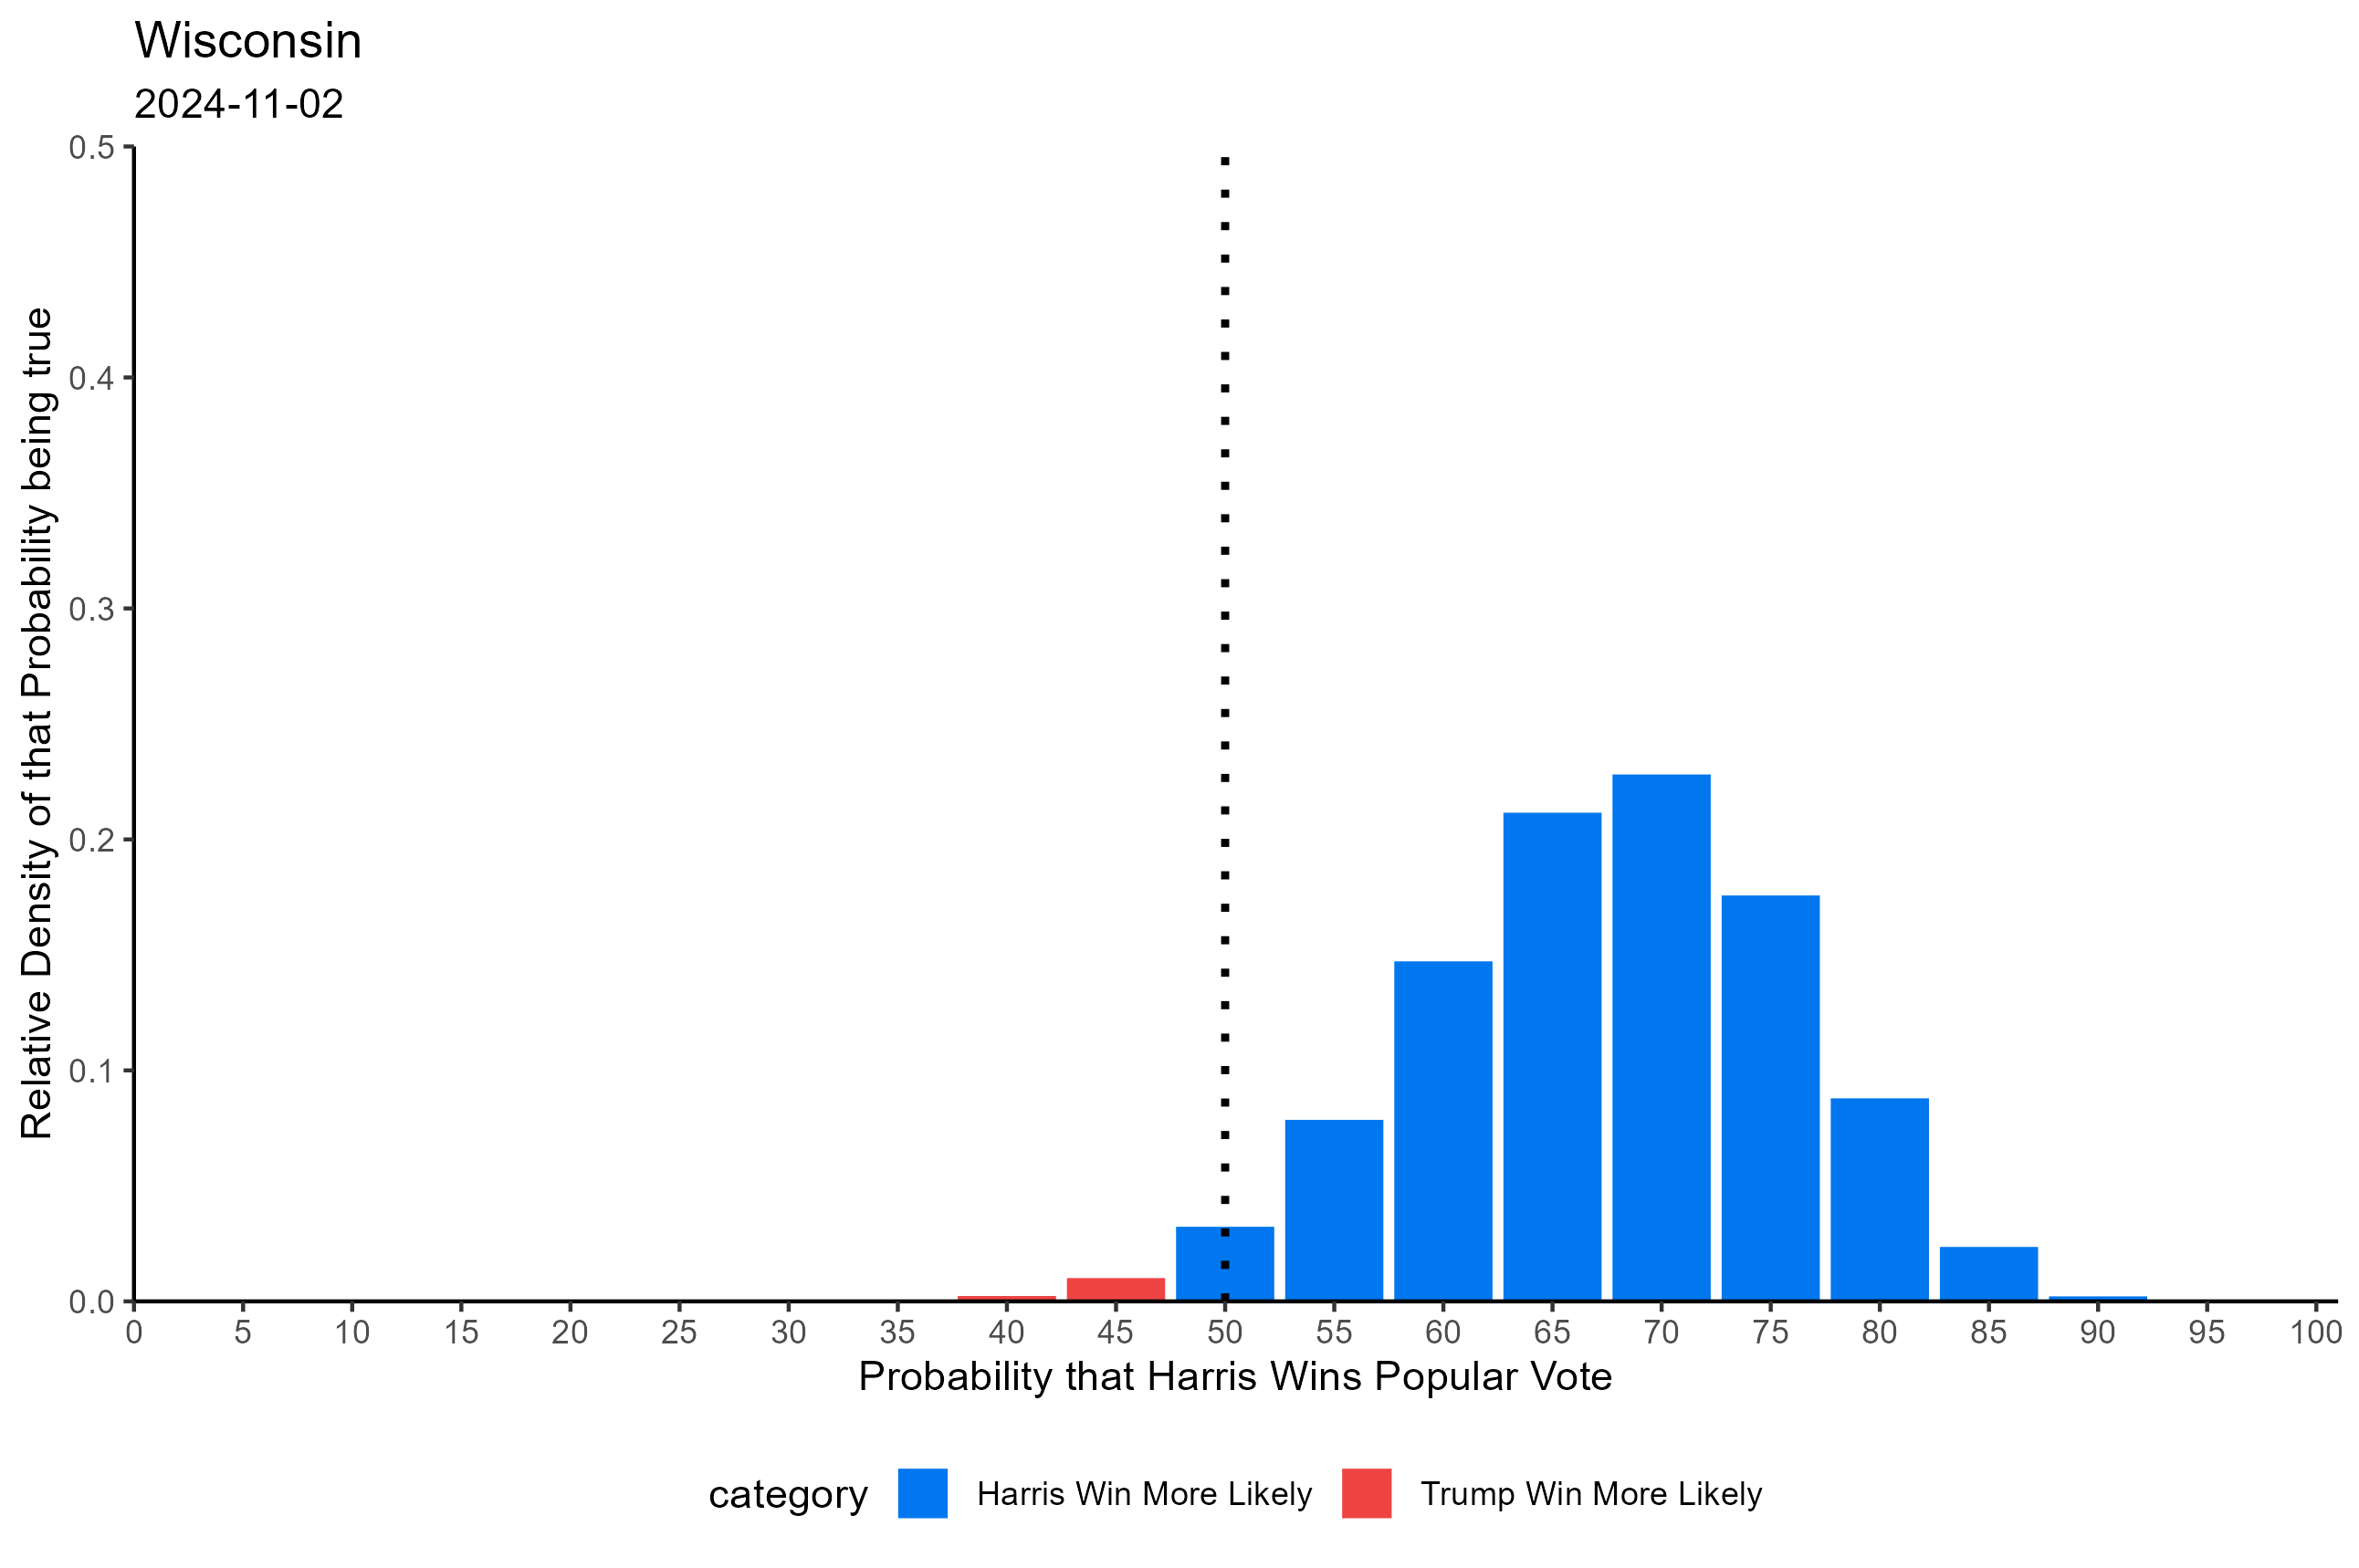 Wisconsin
2024-11-02
Relative Density of that Probability being true
0.5
0.4
0.3
0.2
0.1
0.0
0 5 10 15 20 25 30 35 40 45 50 55 60 65 70 75 80 85 90 95 100
Probability that Harris Wins Popular Vote
category Harris Win More Likely Trump Win More Likely